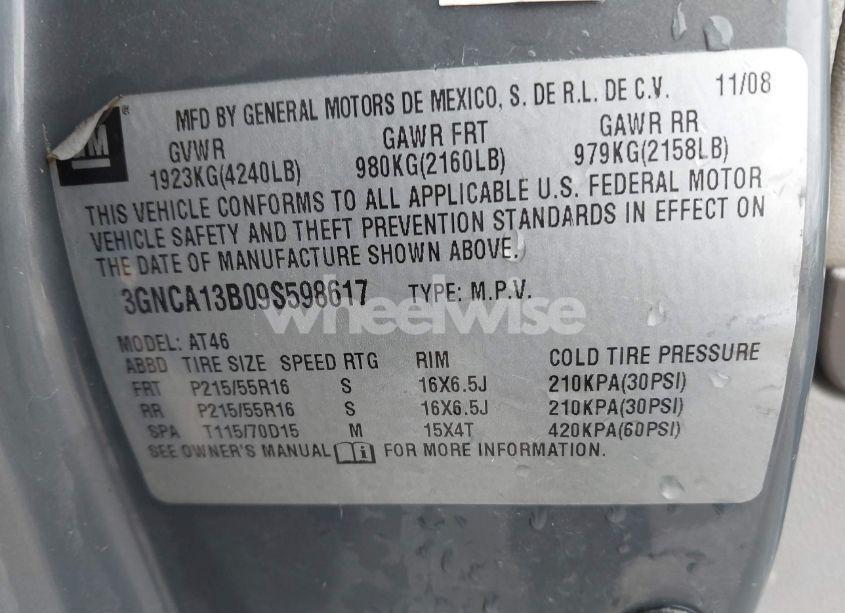 MFD BY GENERAL MOTORS DE MEXICO, S. DE R.L. DE C.V. 11/08
GVWR GAWR FRT GAWR RR
1923KG(4240LB) 980KG(2160LB) 979KG(2158LB)
THIS VEHICLE CONFORMS TO ALL APPLICABLE U.S. FEDERAL MOTOR
VEHICLE SAFETY AND THEFT PREVENTION STANDARDS IN EFFECT ON
THE DATE OF MANUFACTURE SHOWN ABOVE.
3GNCA13B09S598617 TYPE: M.P.V.
wheelwise
MODEL: AT46
ABBD TIRE SIZE SPEED RTG RIM COLD TIRE PRESSURE
FRT P215/55R16 S 16X6.5J 210KPA(30PSI)
RR P215/55R16 S 16X6.5J 210KPA(30PSI)
SPA T115/70D15 M 15X4T 420KPA(60PSI)
SEE OWNER'S MANUAL FOR MORE INFORMATION.